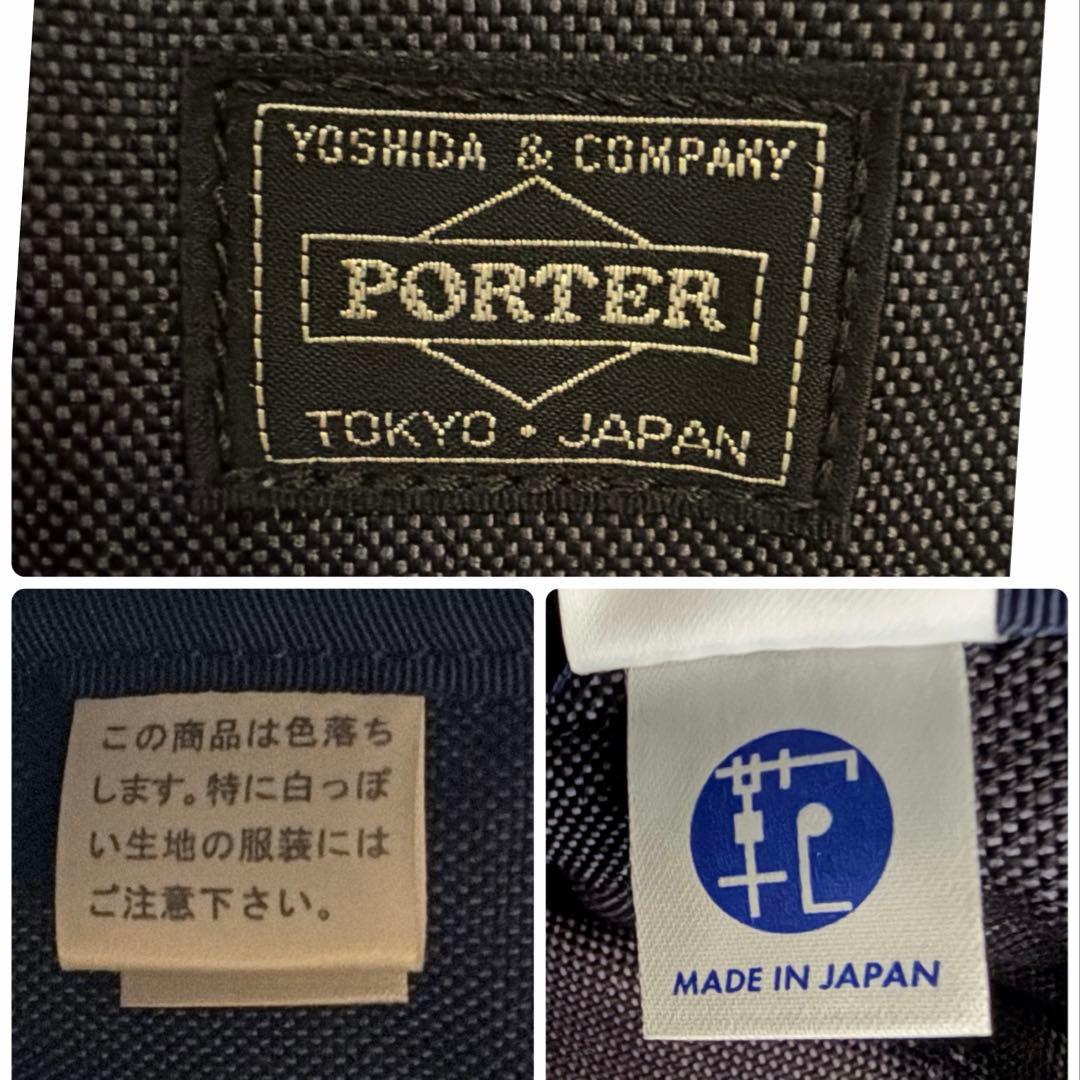 YOSHIDA & COMPANY
PORTER
TOKYO・JAPAN
この商品は色落ち
します。特に白っぽ
い生地の服装には
ご注意下さい。
MADE IN JAPAN